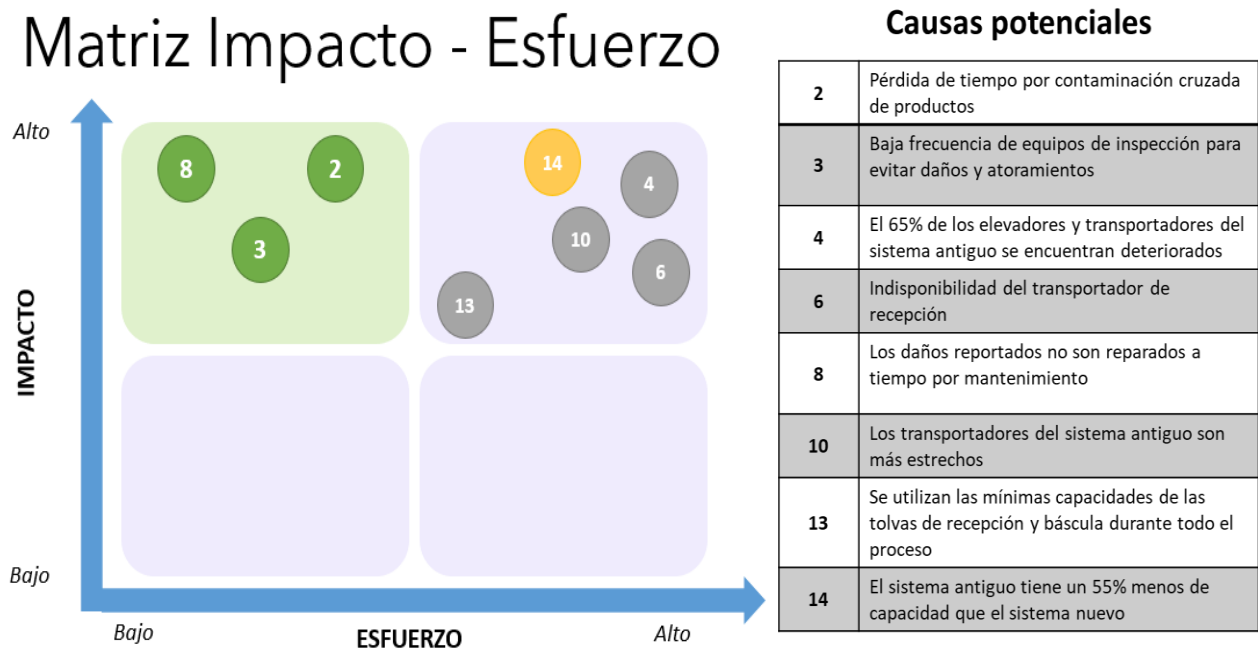 Matriz Impacto - Esfuerzo
Alto
IMPACTO
Bajo
8
2
3
14
4
10
6
13
Bajo
ESFUERZO
Alto
Causas potenciales
2
Pérdida de tiempo por contaminación cruzada
de productos
3
Baja frecuencia de equipos de inspección para
evitar daños y atoramientos
4
El 65% de los elevadores y transportadores del
sistema antiguo se encuentran deteriorados
6
Indisponibilidad del transportador de
recepción
8
Los daños reportados no son reparados a
tiempo por mantenimiento
10
Los transportadores del sistema antiguo son
más estrechos
13
Se utilizan las mínimas capacidades de las
tolvas de recepción y báscula durante todo el
proceso
14
El sistema antiguo tiene un 55% menos de
capacidad que el sistema nuevo